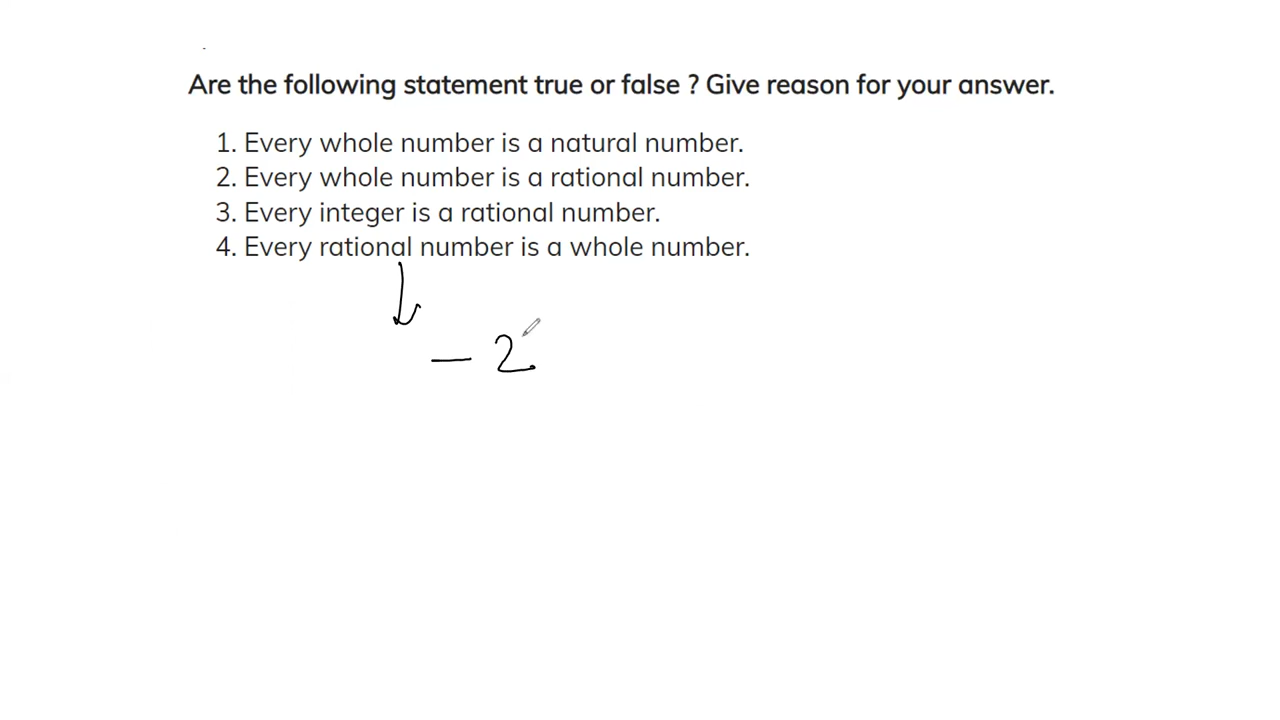 Are the following statement true or false ? Give reason for your answer.
1. Every whole number is a natural number.
2. Every whole number is a rational number.
3. Every integer is a rational number.
4. Every rational number is a whole number.
- 2